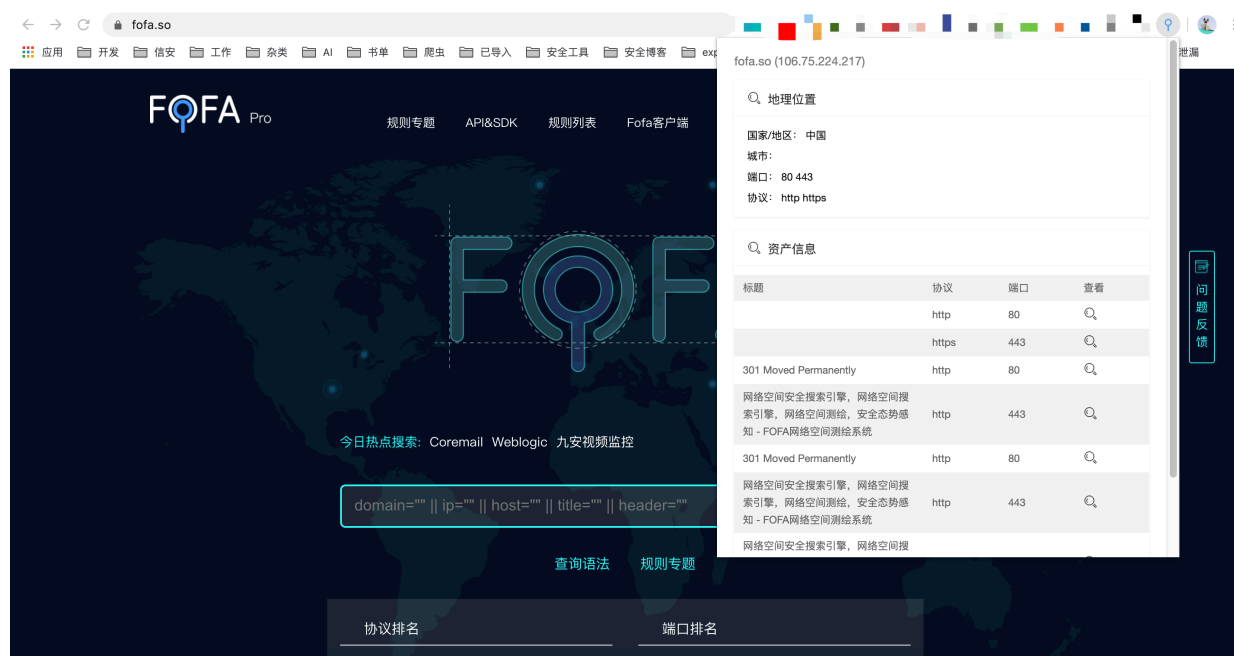 fofa.so
应用 开发 信安 工作 杂类 AI 书单 爬虫 已导入 安全工具 安全博客 exp 泄漏
FOFA Pro
规则专题 API&SDK 规则列表 Fofa客户端
今日热点搜索: Coremail Weblogic 九安视频监控
domain="" || ip="" || host="" || title="" || header=""
查询语法 规则专题
协议排名 端口排名
fofa.so (106.75.224.217)
地理位置
国家/地区： 中国
城市：
端口： 80 443
协议： http https
资产信息
标题 协议 端口 查看
http 80
https 443
301 Moved Permanently http 80
网络空间安全搜索引擎，网络空间搜
索引擎，网络空间测绘，安全态势感 http 443
知 - FOFA网络空间测绘系统
301 Moved Permanently http 80
网络空间安全搜索引擎，网络空间搜
索引擎，网络空间测绘，安全态势感 http 443
知 - FOFA网络空间测绘系统
网络空间安全搜索引擎，网络空间搜
问
题
反
馈